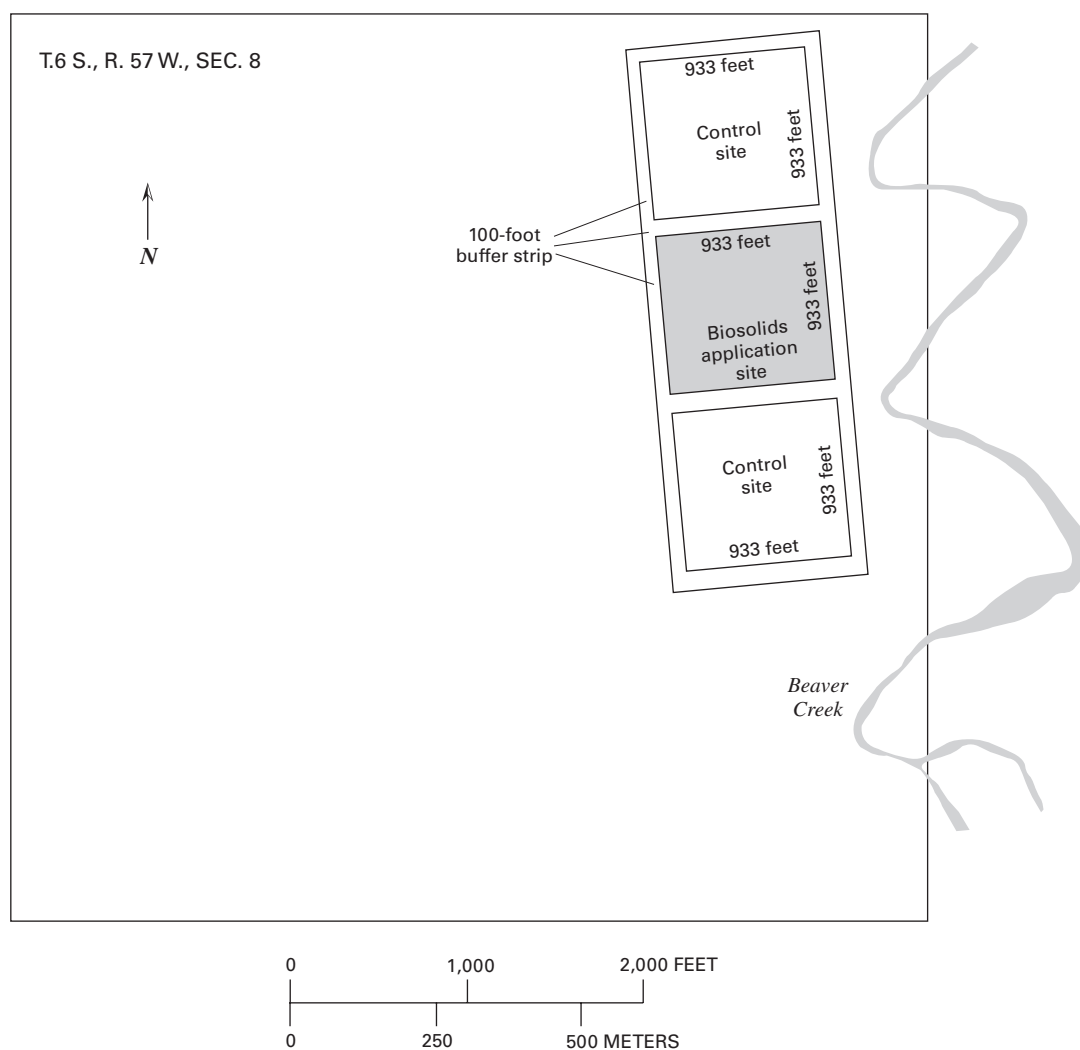 T.6 S., R. 57 W., SEC. 8
933 feet
Control
site
933 feet
N
100-foot
buffer strip
933 feet
933 feet
Biosolids
application
site
Control
site
933 feet
933 feet
Beaver
Creek
0 1,000 2,000 FEET
0 250 500 METERS